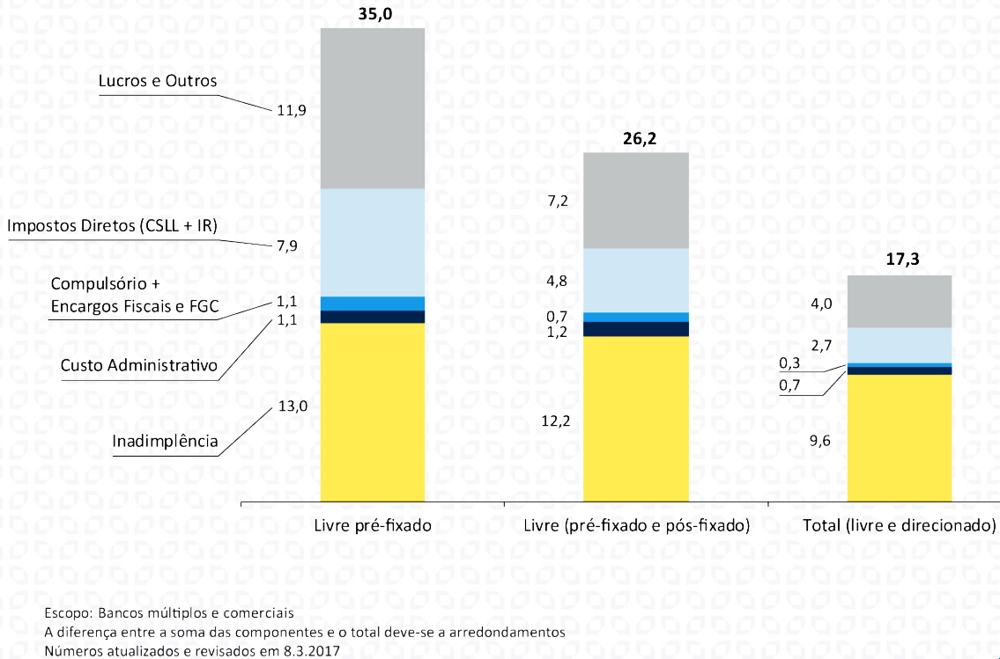 35,0
Lucros e Outros
11,9
26,2
7,2
Impostos Diretos (CSLL + IR)
7,9
17,3
Compulsório +
Encargos Fiscais e FGC
1,1
1,1
4,8
0,7
1,2
4,0
2,7
0,3
0,7
Custo Administrativo
13,0
Inadimplência
12,2
9,6
Livre pré-fixado
Livre (pré-fixado e pós-fixado)
Total (livre e direcionado)
Escopo: Bancos múltiplos e comerciais
A diferença entre a soma das componentes e o total deve-se a arredondamentos
Números atualizados e revisados em 8.3.2017